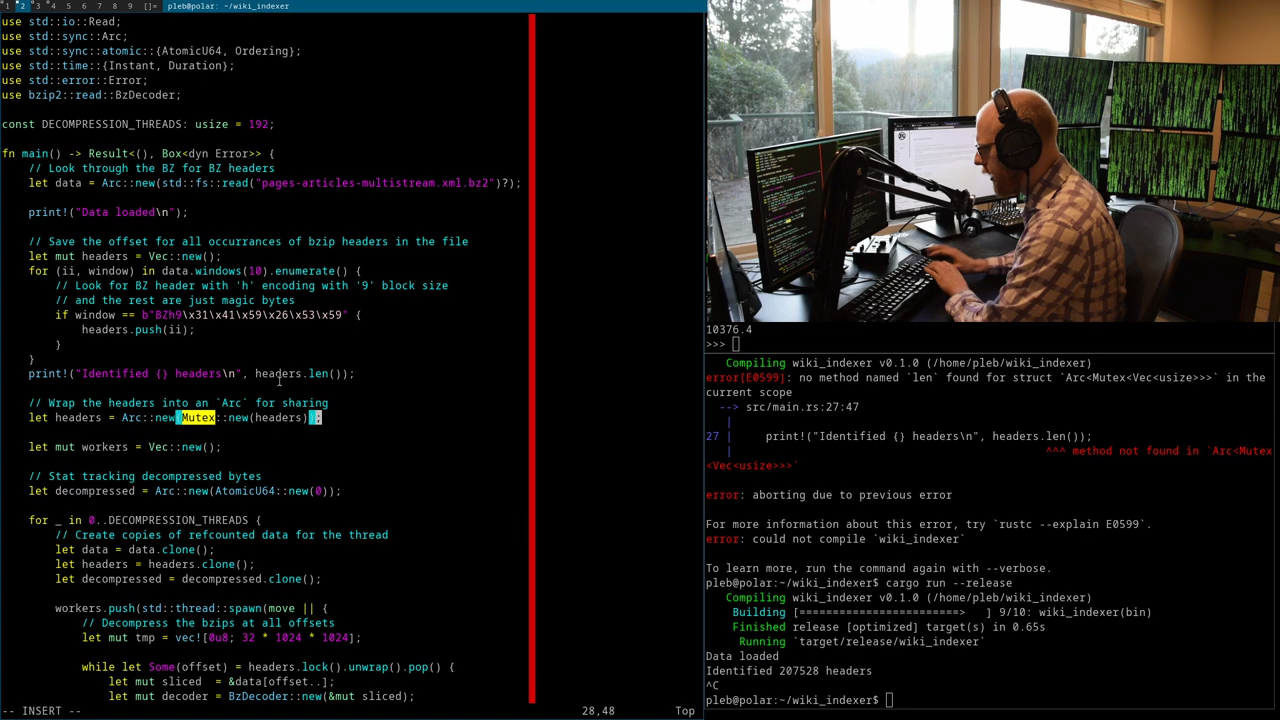 1 2 3 4 5 6 7 8 9 []= pleb@polar: ~/wiki_indexer
use std::io::Read;
use std::sync::Arc;
use std::sync::atomic::{AtomicU64, Ordering};
use std::time::{Instant, Duration};
use std::error::Error;
use bzip2::read::BzDecoder;
const DECOMPRESSION_THREADS: usize = 192;
fn main() -> Result<(), Box<dyn Error>> {
// Look through the BZ for BZ headers
let data = Arc::new(std::fs::read("pages-articles-multistream.xml.bz2")?);
print!("Data loaded\n");
// Save the offset for all occurrances of bzip headers in the file
let mut headers = Vec::new();
for (ii, window) in data.windows(10).enumerate() {
// Look for BZ header with 'h' encoding with '9' block size
// and the rest are just magic bytes
if window == b"BZh9\x31\x41\x59\x26\x53\x59" {
headers.push(ii);
}
}
print!("Identified {} headers\n", headers.len());
// Wrap the headers into an `Arc` for sharing
let headers = Arc::new(Mutex::new(headers));
let mut workers = Vec::new();
// Stat tracking decompressed bytes
let decompressed = Arc::new(AtomicU64::new(0));
for _ in 0..DECOMPRESSION_THREADS {
// Create copies of refcounted data for the thread
let data = data.clone();
let headers = headers.clone();
let decompressed = decompressed.clone();
workers.push(std::thread::spawn(move || {
// Decompress the bzips at all offsets
let mut tmp = vec![0u8; 32 * 1024 * 1024];
while let Some(offset) = headers.lock().unwrap().pop() {
let mut sliced = &data[offset..];
let mut decoder = BzDecoder::new(&mut sliced);
-- INSERT -- 28,48 Top
10376.4
>>>
Compiling wiki_indexer v0.1.0 (/home/pleb/wiki_indexer)
error[E0599]: no method named `len` found for struct `Arc<Mutex<Vec<usize>>>` in the
current scope
--> src/main.rs:27:47
|
27 | print!("Identified {} headers\n", headers.len());
| ^^^ method not found in `Arc<Mutex
<Vec<usize>>>`
error: aborting due to previous error
For more information about this error, try `rustc --explain E0599`.
error: could not compile `wiki_indexer`
To learn more, run the command again with --verbose.
pleb@polar:~/wiki_indexer$ cargo run --release
Compiling wiki_indexer v0.1.0 (/home/pleb/wiki_indexer)
Building [=======================> ] 9/10: wiki_indexer(bin)
Finished release [optimized] target(s) in 0.65s
Running `target/release/wiki_indexer`
Data loaded
Identified 207528 headers
^C
pleb@polar:~/wiki_indexer$